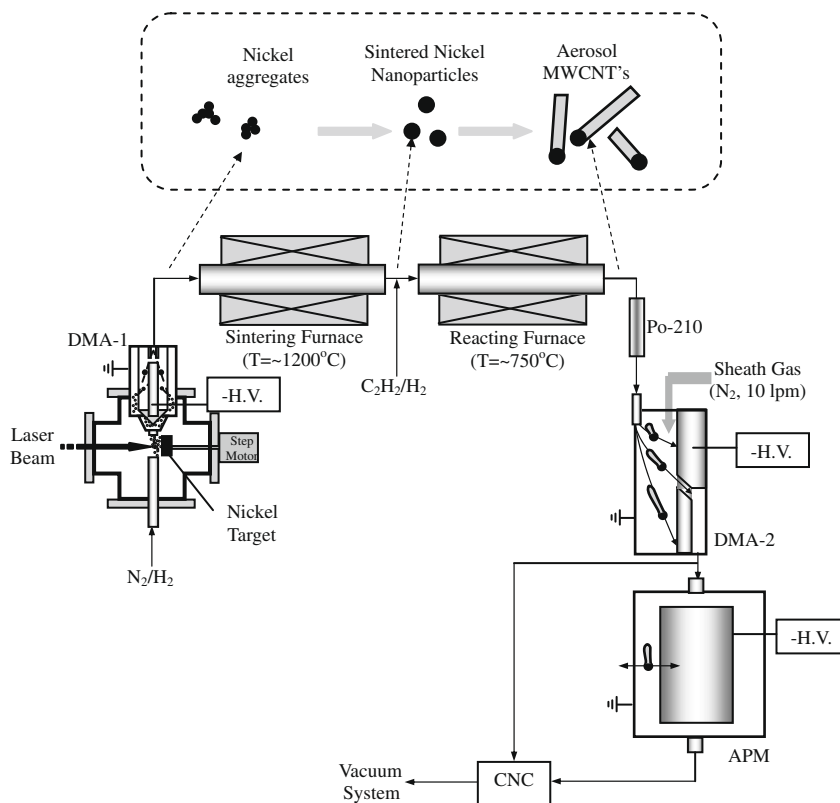 Nickel
aggregates
Sintered Nickel
Nanoparticles
Aerosol
MWCNT's
DMA-1
Sintering Furnace
(T=~1200°C)
Reacting Furnace
(T=~750°C)
Po-210
C₂H₂/H₂
Sheath Gas
(N₂, 10 lpm)
-H.V.
Laser
Beam
Step
Motor
-H.V.
Nickel
Target
DMA-2
N₂/H₂
-H.V.
APM
Vacuum
System
CNC